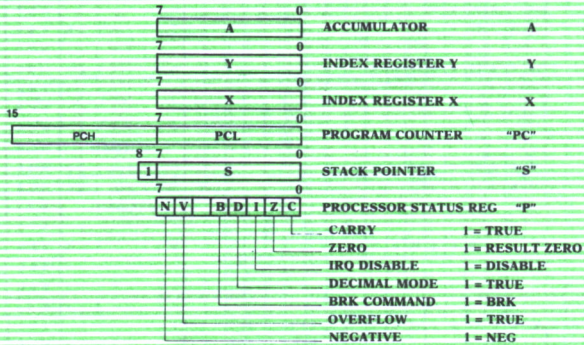 7 0
A ACCUMULATOR A
7 0
Y INDEX REGISTER Y Y
7 0
X INDEX REGISTER X X
15 7 0
PCH PCL PROGRAM COUNTER "PC"
8 7 0
1 S STACK POINTER "S"
7 0
N V B D I Z C PROCESSOR STATUS REG "P"
CARRY 1 = TRUE
ZERO 1 = RESULT ZERO
IRQ DISABLE 1 = DISABLE
DECIMAL MODE 1 = TRUE
BRK COMMAND 1 = BRK
OVERFLOW 1 = TRUE
NEGATIVE 1 = NEG